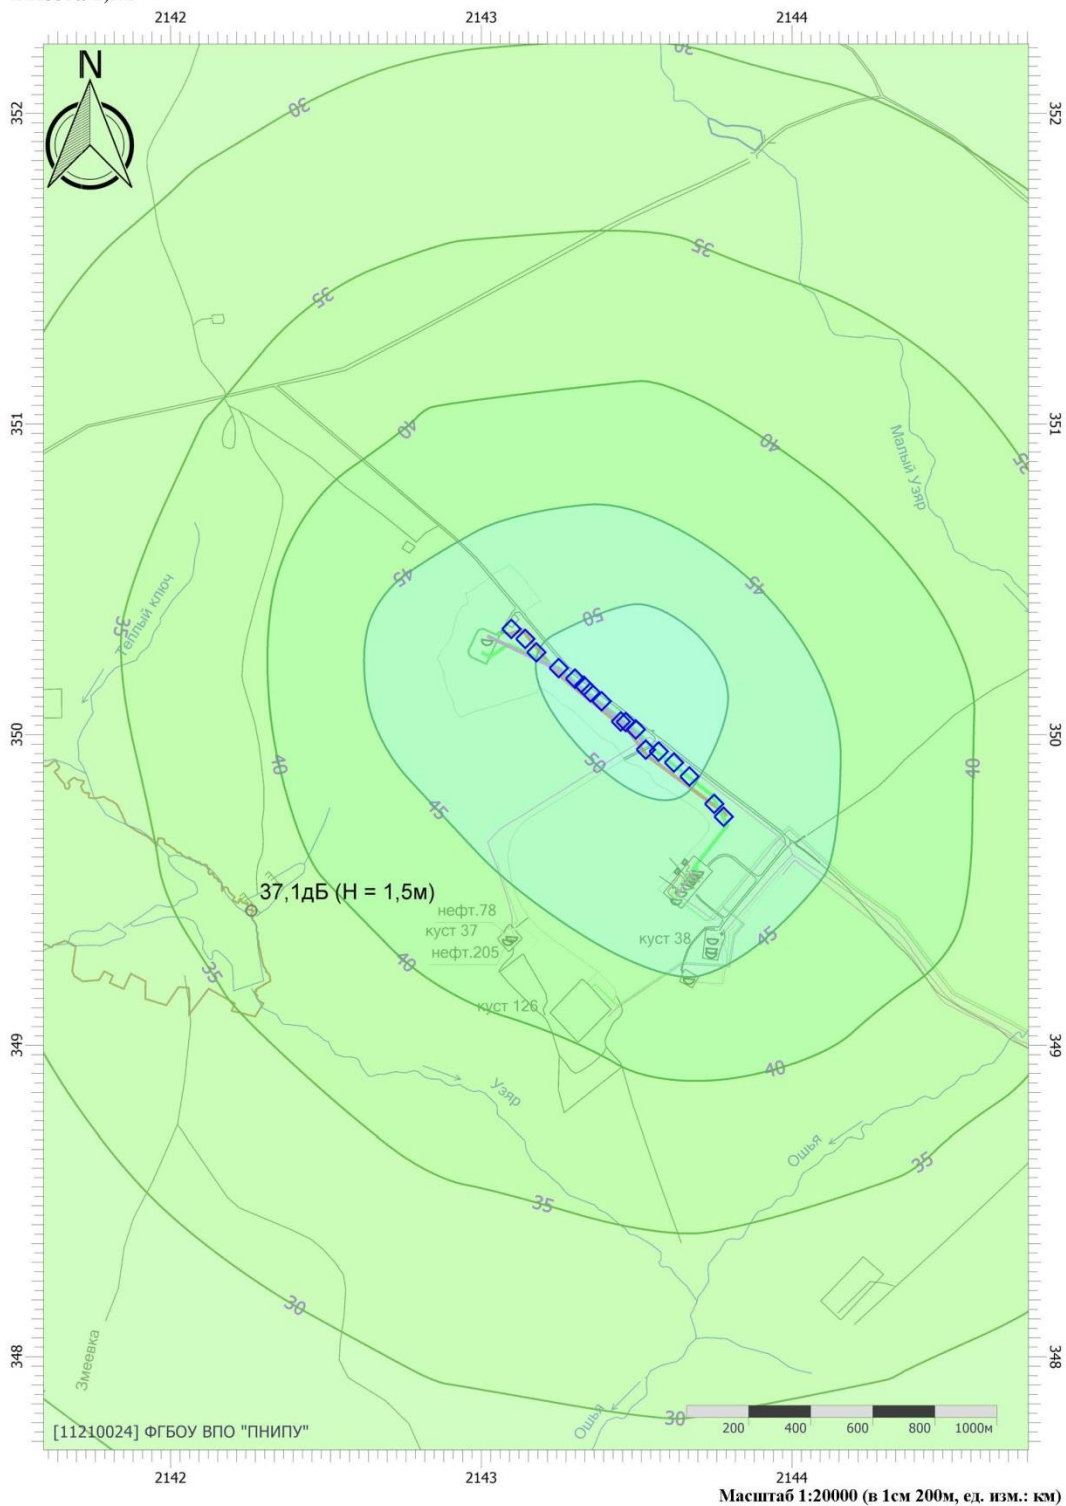 2142 2143 2144
N
352 352
30
30
35
35
35
351 351
40
40
Малый Узяр
45
45
Теплый ключ
35
50
350 350
50
40
40
45
37,1дБ (Н = 1,5м)
нефт.78
куст 37
куст 38
45
нефт.205
40
35
куст 126
349 349
40
Узяр
Ошья
35
35
30
348 348
Змеевка
Ошья
30
200 400 600 800 1000м
[11210024] ФГБОУ ВПО "ПНИПУ"
2142 2143 2144
Масштаб 1:20000 (в 1см 200м, ед. изм.: км)